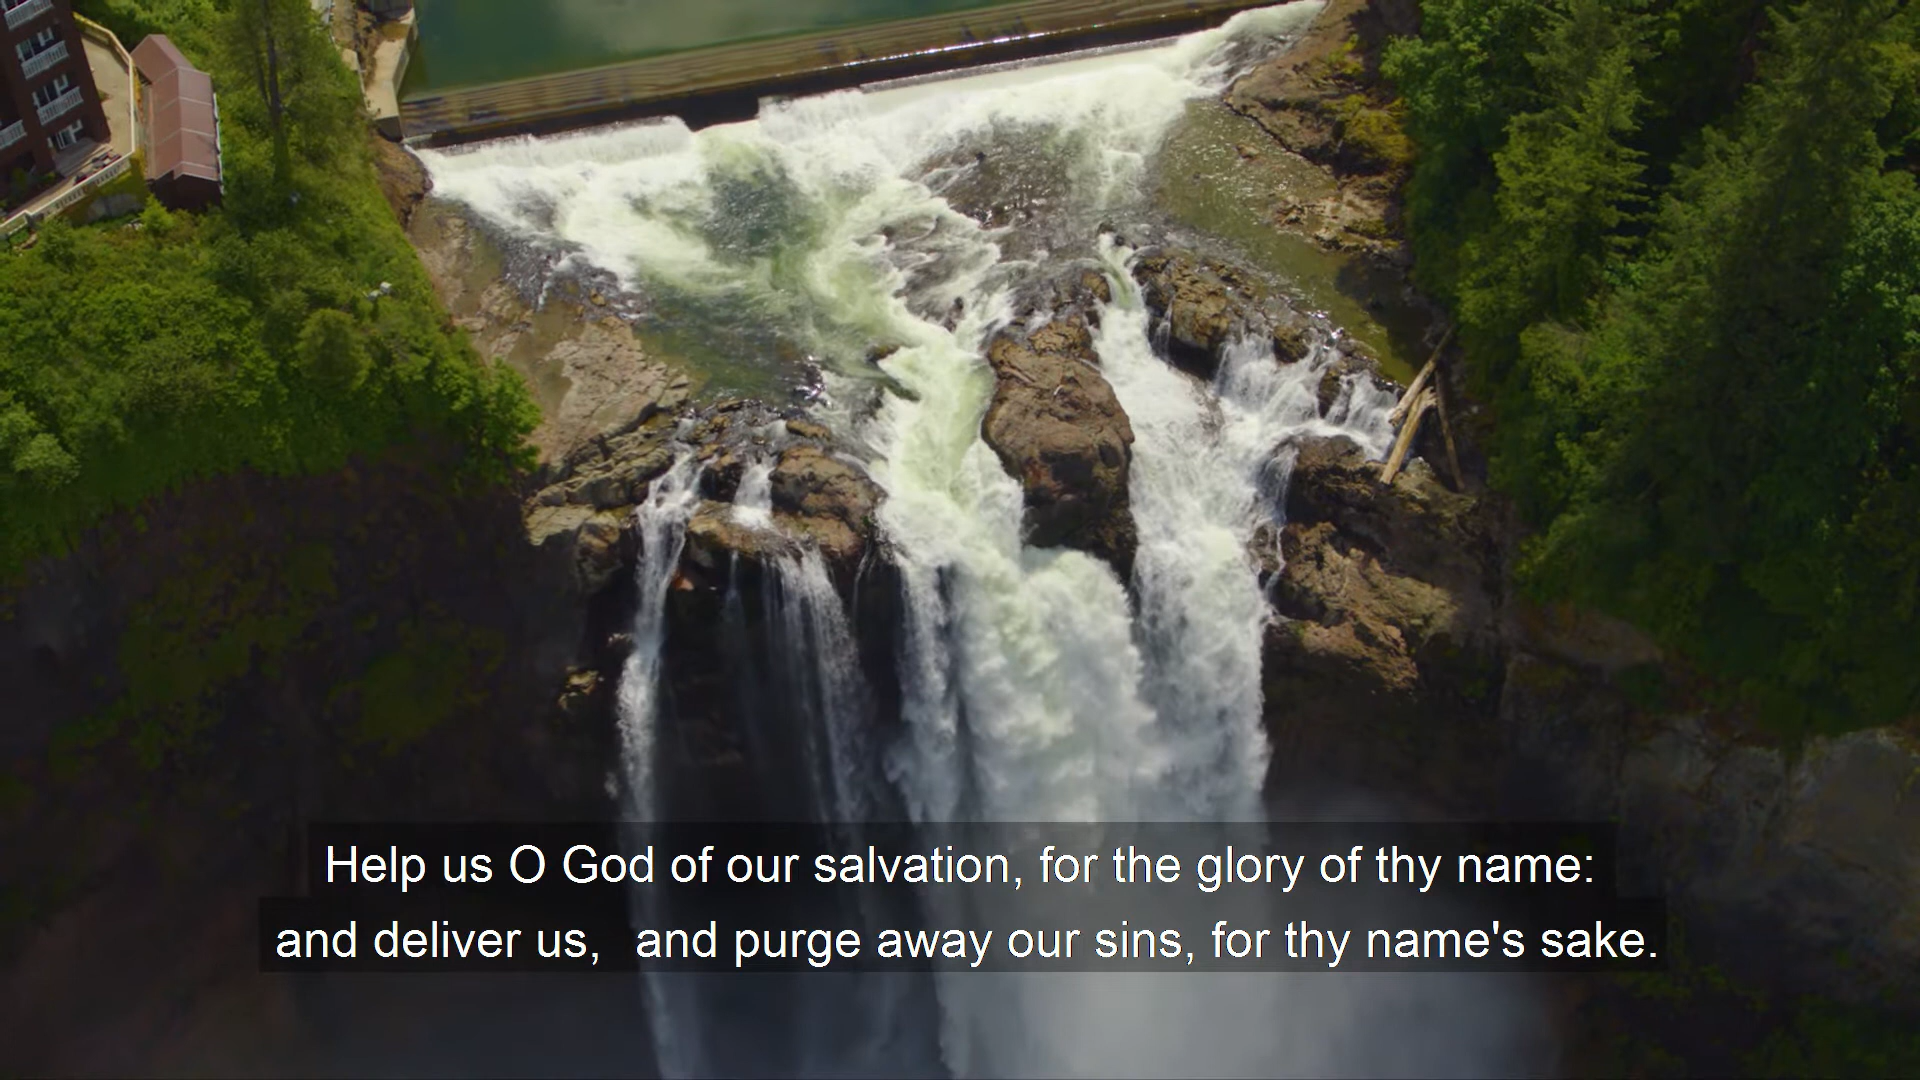 Help us O God of our salvation, for the glory of thy name:
and deliver us, and purge away our sins, for thy name's sake.